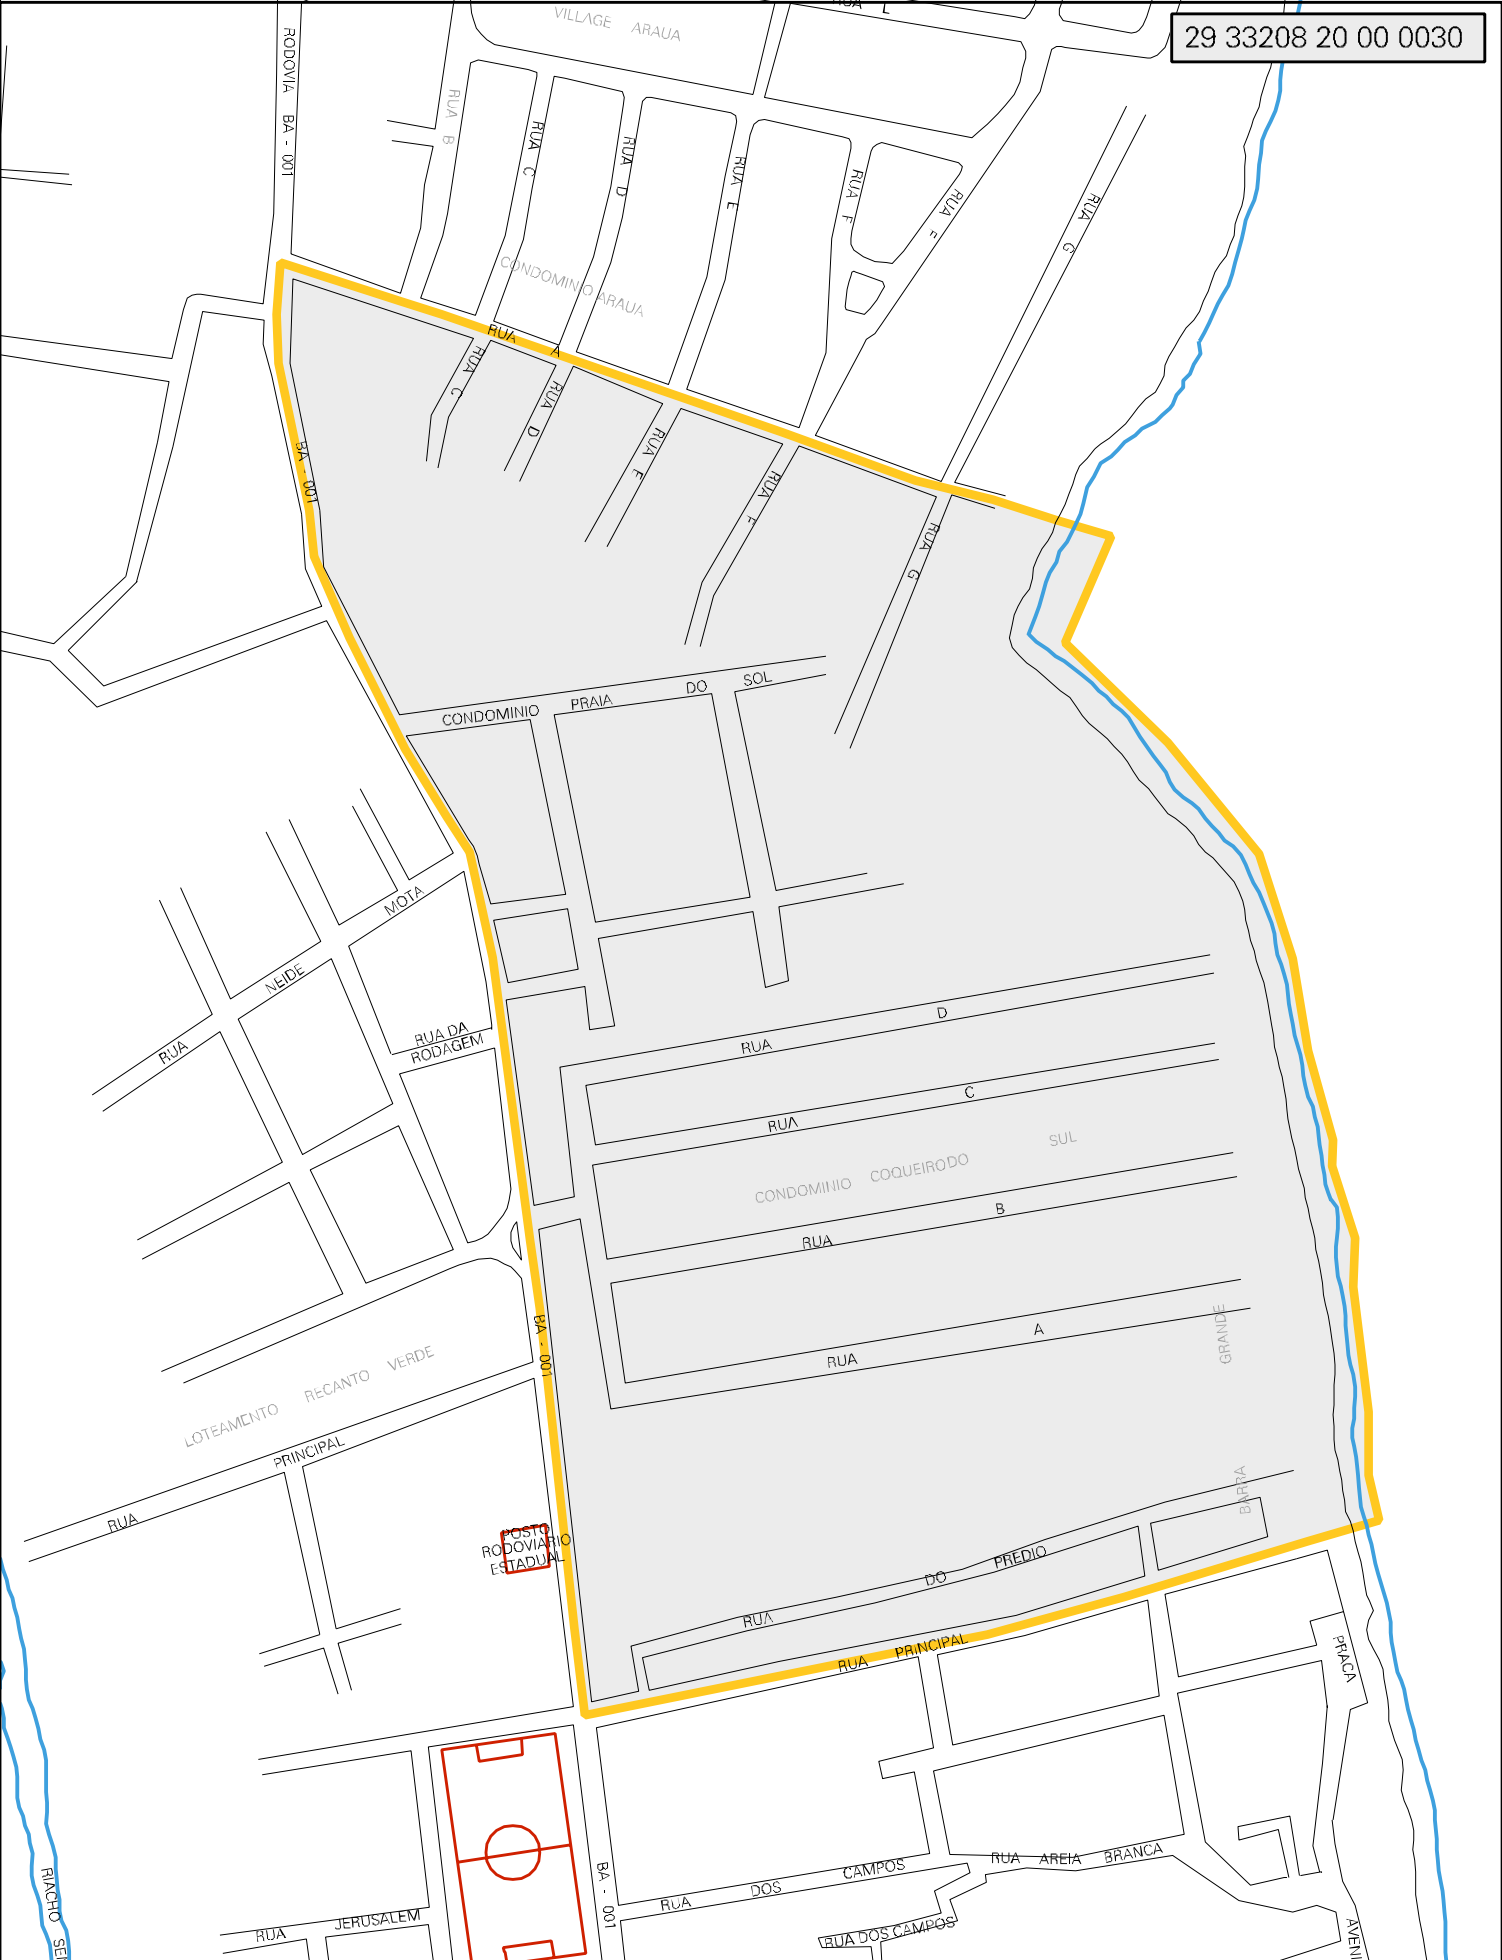 RUA L
VILLAGE ARAUA
29 33208 20 00 0030
RODOVIA BA - 001
RUA B
RUA C
RUA D
RUA E
RUA F
RUA F
RUA G
CONDOMINIO ARAUA
RUA A
RUA C
RUA D
RUA E
RUA F
RUA G
BA - 001
CONDOMINIO PRAIA DO SOL
RUA NEIDE MOTA
RUA DA
RODAGEM
RUA D
RUA C
CONDOMINIO COQUEIRODO SUL
RUA B
RUA A
BA - 001
GRANDE
BARRA
LOTEAMENTO RECANTO VERDE
RUA PRINCIPAL
POSTO
RODOVIARIO
ESTADUAL
RUA DO PREDIO
RUA PRINCIPAL
PRACA
RUA AREIA BRANCA
RUA DOS CAMPOS
BA - 001
RUA DOS CAMPOS
RUA JERUSALEM
RIACHO